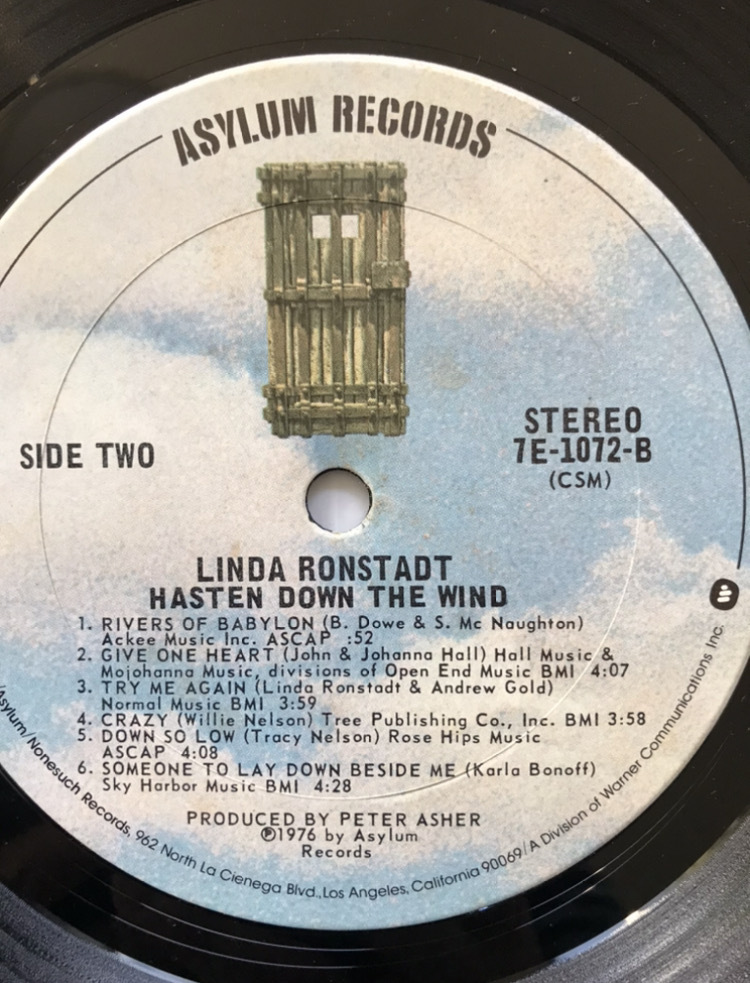 ASYLUM RECORDS
STEREO
SIDE TWO
7E-1072-B
(CSM)
LINDA RONSTADT
HASTEN DOWN THE WIND
1. RIVERS OF BABYLON (B. Dowe & S. Mc Naughton)
Ackee Music Inc. ASCAP :52
2. GIVE ONE HEART (John & Johanna Hall) Hall Music &
Mojohanna Music, divisions of Open End Music BMI 4:07
3. TRY ME AGAIN (Linda Ronstadt & Andrew Gold)
Normal Music BMI 3:59
4. CRAZY (Willie Nelson) Tree Publishing Co., Inc. BMI 3:58
5. DOWN SO LOW (Tracy Nelson) Rose Hips Music
ASCAP 4:08
6. SOMEONE TO LAY DOWN BESIDE ME (Karla Bonoff)
Sky Harbor Music BMI 4:28
PRODUCED BY PETER ASHER
℗1976 by Asylum
Records
/Asylum/Nonesuch Records, 962 North La Cienega Blvd., Los Angeles, California 90069/A Division of Warner Communications Inc.